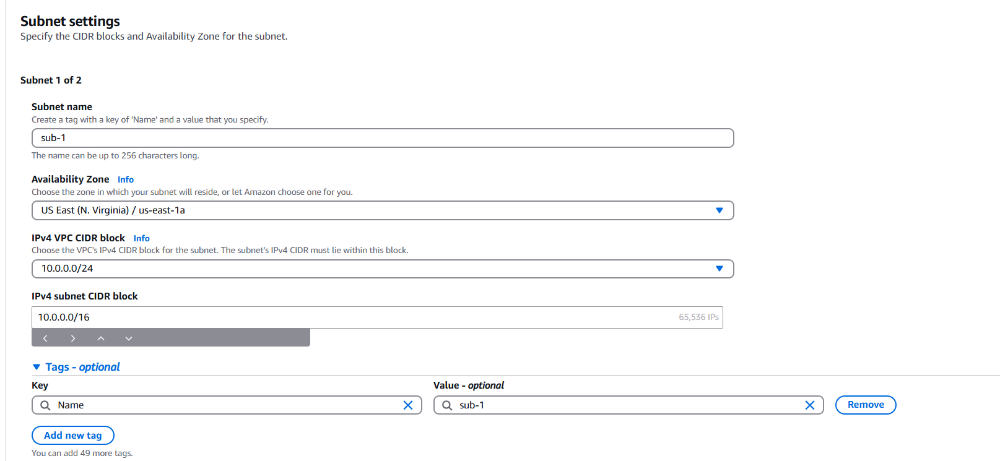 Subnet settings
Specify the CIDR blocks and Availability Zone for the subnet.
Subnet 1 of 2
Subnet name
Create a tag with a key of 'Name' and a value that you specify.
sub-1
The name can be up to 256 characters long.
Availability Zone Info
Choose the zone in which your subnet will reside, or let Amazon choose one for you.
US East (N. Virginia) / us-east-1a
IPv4 VPC CIDR block Info
Choose the VPC's IPv4 CIDR block for the subnet. The subnet's IPv4 CIDR must lie within this block.
10.0.0.0/24
IPv4 subnet CIDR block
10.0.0.0/16 65,536 IPs
Tags - optional
Key Value - optional
Name sub-1 Remove
Add new tag
You can add 49 more tags.